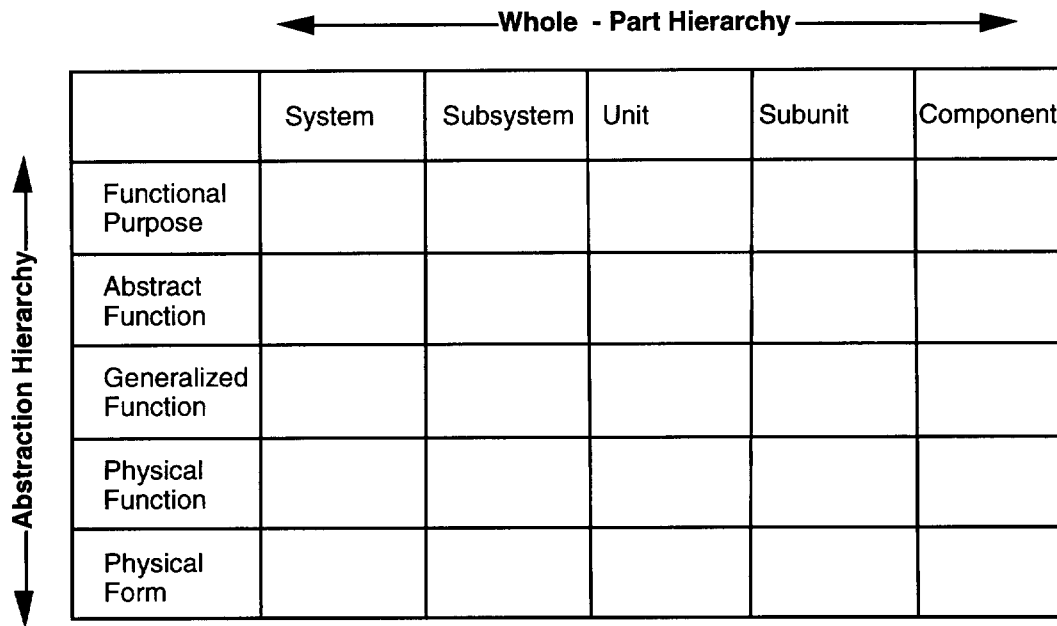 Whole - Part Hierarchy
System Subsystem Unit Subunit Component
Abstraction Hierarchy
Functional
Purpose
Abstract
Function
Generalized
Function
Physical
Function
Physical
Form